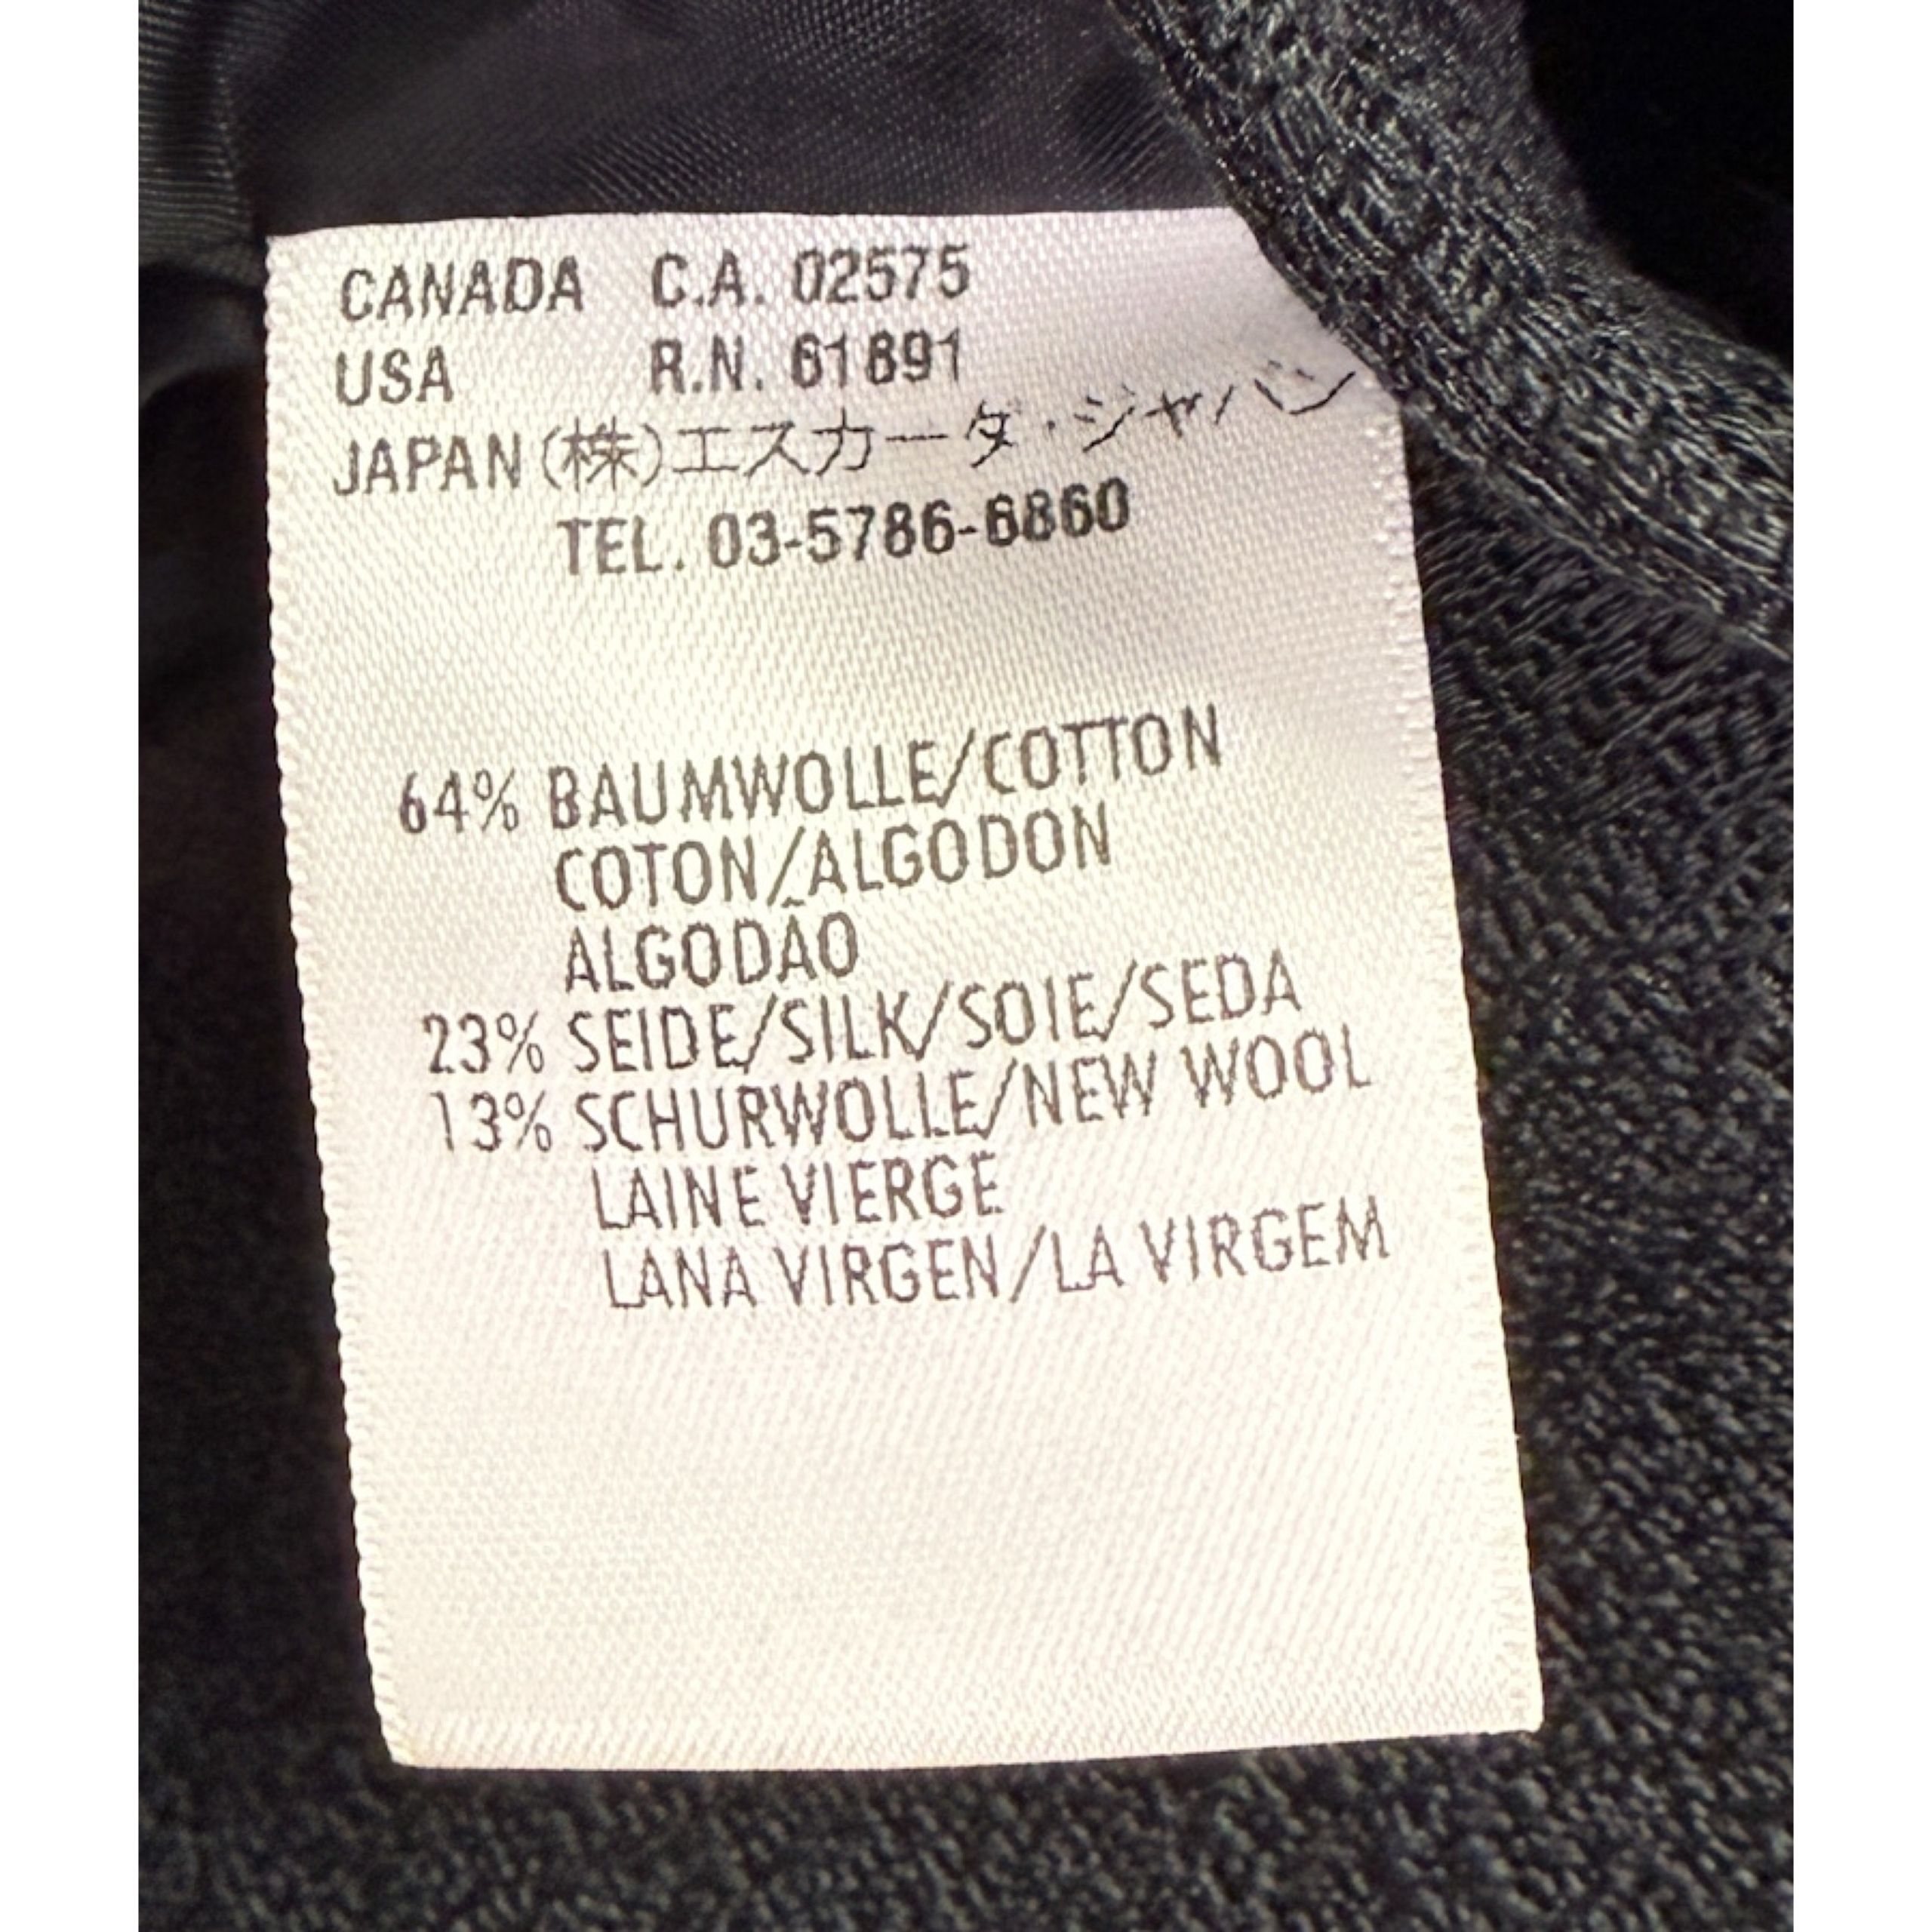 CANADA C.A. 02575
USA R.N. 61891
JAPAN (株)エスカーダ・ジャパン
TEL. 03-5786-6860
64% BAUMWOLLE/COTTON
COTON/ALGODON
ALGODÃO
23% SEIDE/SILK/SOIE/SEDA
13% SCHURWOLLE/NEW WOOL
LAINE VIERGE
LANA VIRGEN/LA VIRGEM